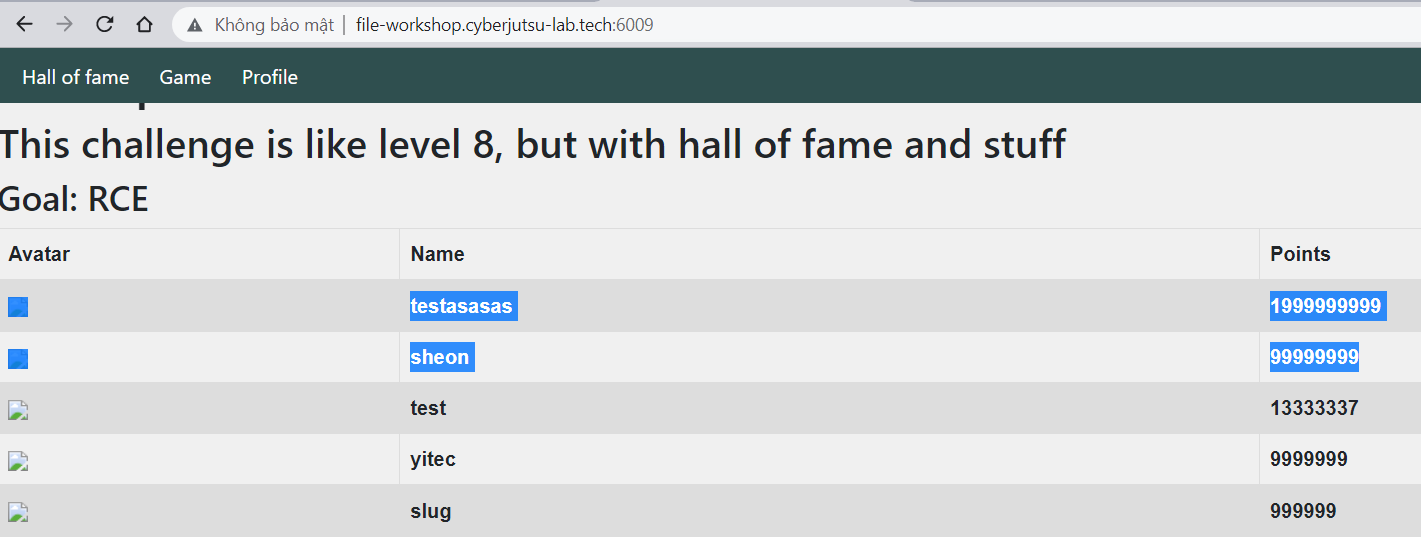 Không bảo mật | file-workshop.cyberjutsu-lab.tech:6009
Hall of fame Game Profile
This challenge is like level 8, but with hall of fame and stuff
Goal: RCE
Avatar Name Points
testasasas 1999999999
sheon 99999999
test 13333337
yitec 9999999
slug 999999